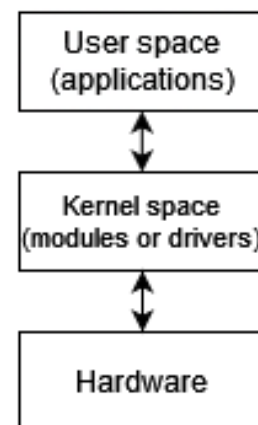 User space
(applications)
Kernel space
(modules or drivers)
Hardware